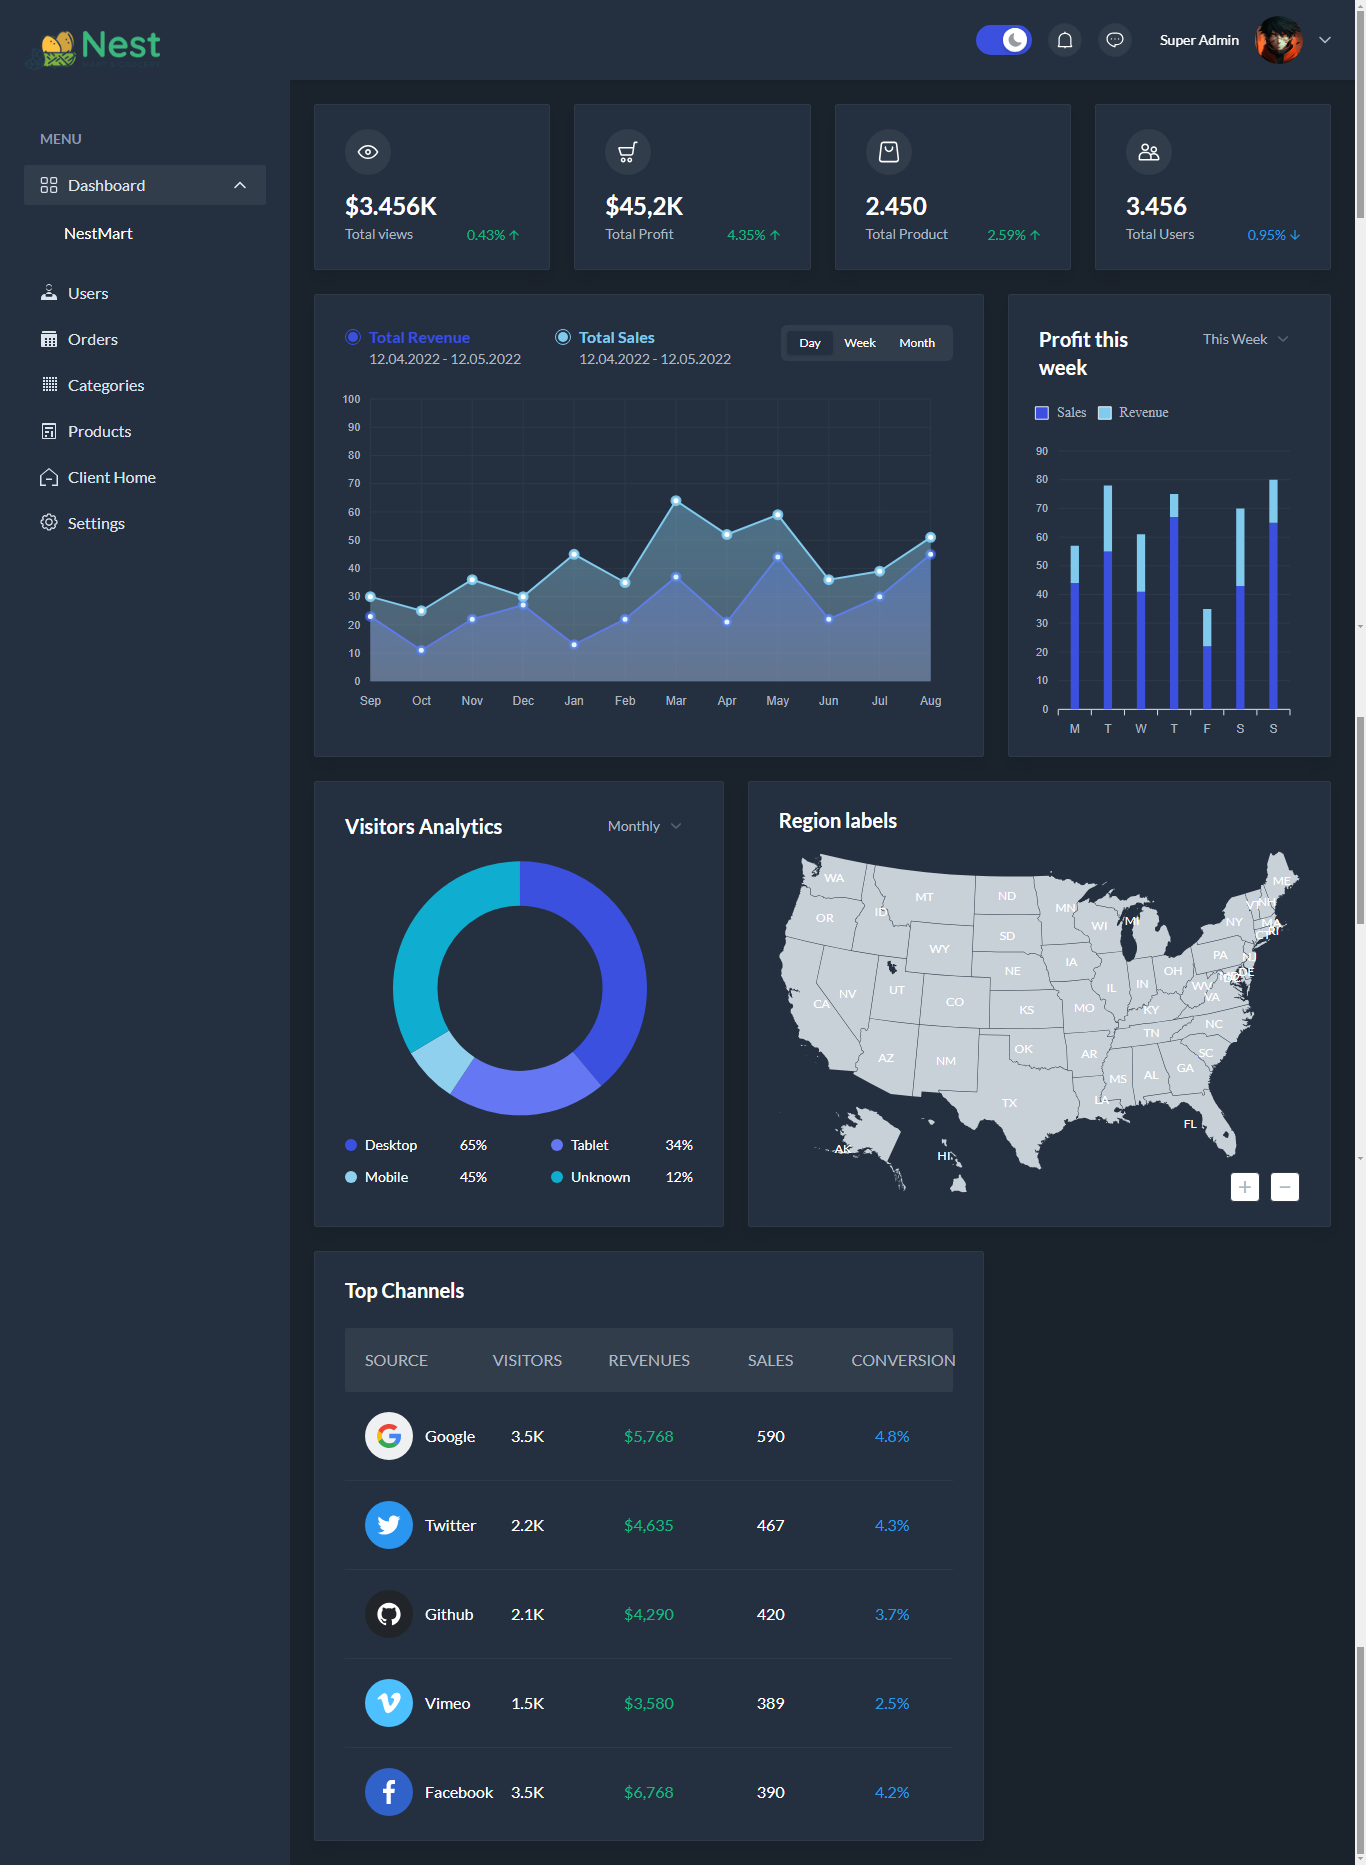 Nest
Super Admin
MENU
Dashboard
NestMart
Users
Orders
Categories
Products
Client Home
Settings
$3.456K
Total views 0.43%
$45,2K
Total Profit 4.35%
2.450
Total Product 2.59%
3.456
Total Users 0.95%
Total Revenue
12.04.2022 - 12.05.2022
Total Sales
12.04.2022 - 12.05.2022
Day Week Month
100
90
80
70
60
50
40
30
20
10
0
Sep Oct Nov Dec Jan Feb Mar Apr May Jun Jul Aug
Profit this
week
This Week
Sales Revenue
90
80
70
60
50
40
30
20
10
0
M T W T F S S
Visitors Analytics
Monthly
Desktop 65% Tablet 34%
Mobile 45% Unknown 12%
Region labels
WA MT ND MN ME
OR ID SD WI MI NY VT NH
WY MA CT RI
NV UT NE IA PA NJ
CA CO KS MO IL IN OH WV VA DE
KY NC
AZ NM OK AR TN SC
TX LA MS AL GA
FL
AK HI
+ −
Top Channels
SOURCE VISITORS REVENUES SALES CONVERSION
Google 3.5K $5,768 590 4.8%
Twitter 2.2K $4,635 467 4.3%
Github 2.1K $4,290 420 3.7%
Vimeo 1.5K $3,580 389 2.5%
Facebook 3.5K $6,768 390 4.2%